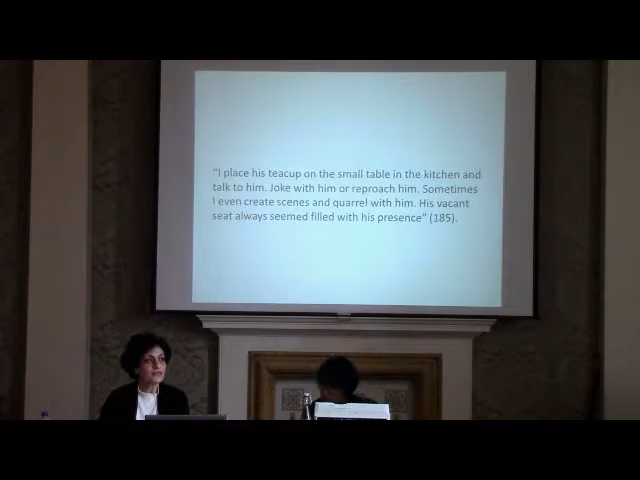 "I place his teacup on the small table in the kitchen and
talk to him. Joke with him or reproach him. Sometimes
I even create scenes and quarrel with him. His vacant
seat always seemed filled with his presence" (185).